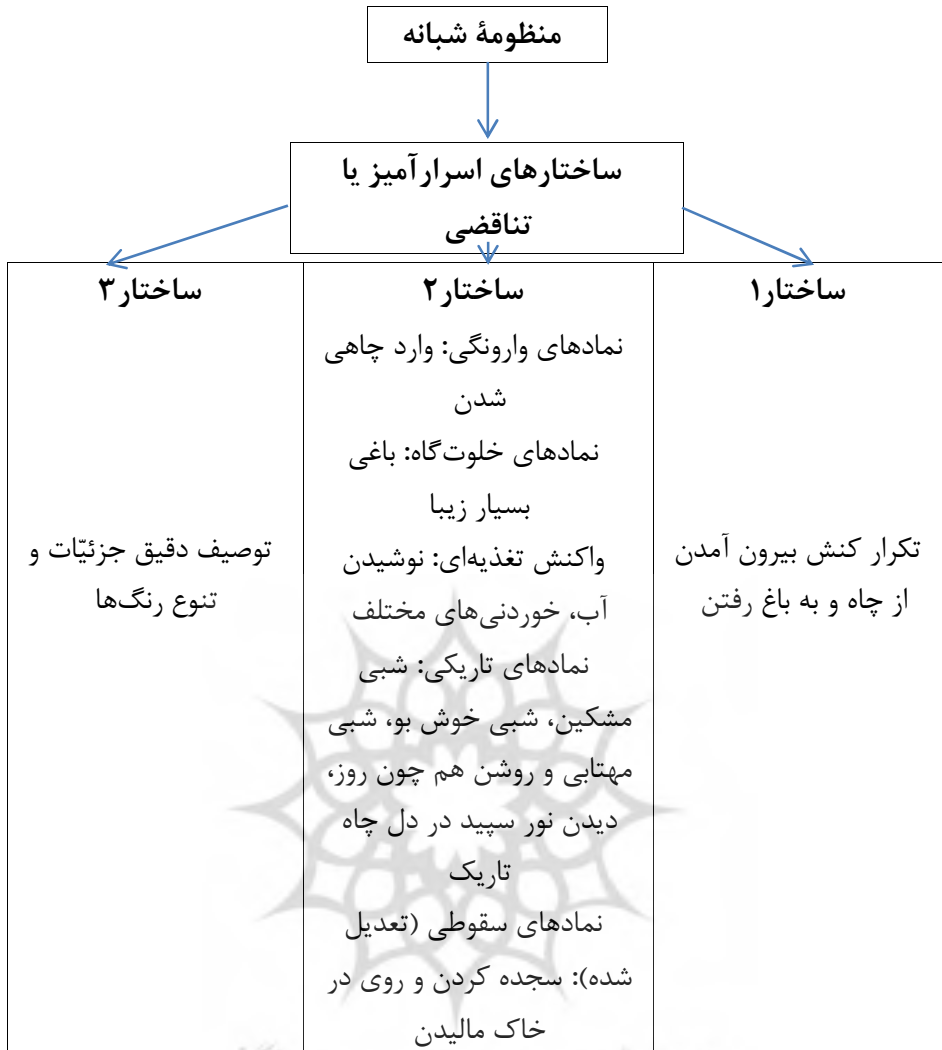 منظومهٔ شبانه
ساختارهای اسرارآمیز یا
تناقضی
ساختار۱
تکرار کنش بیرون آمدن
از چاه و به باغ رفتن
ساختار۲
نمادهای وارونگی: وارد چاهی
شدن
نمادهای خلوت‌گاه: باغی
بسیار زیبا
واکنش تغذیه‌ای: نوشیدن
آب، خوردنی‌های مختلف
نمادهای تاریکی: شبی
مشکین، شبی خوش بو، شبی
مهتابی و روشن هم چون روز،
دیدن نور سپید در دل چاه
تاریک
نمادهای سقوطی (تعدیل
شده): سجده کردن و روی در
خاک مالیدن
ساختار۳
توصیف دقیق جزئیّات و
تنوع رنگ‌ها